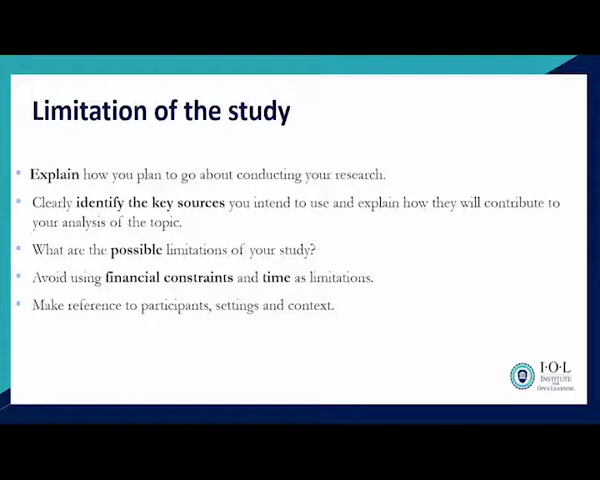 Limitation of the study
Explain how you plan to go about conducting your research.
Clearly identify the key sources you intend to use and explain how they will contribute to
your analysis of the topic.
What are the possible limitations of your study?
Avoid using financial constraints and time as limitations.
Make reference to participants, settings and context.
I·O·L
INSTITUTE
FOR
OPEN LEARNING